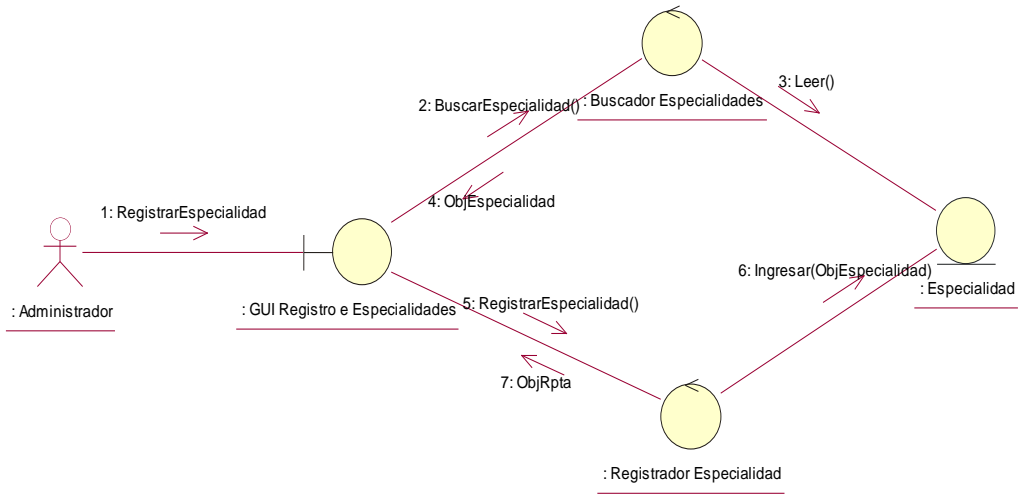 3: Leer()
2: BuscarEspecialidad()
: Buscador Especialidades
4: ObjEspecialidad
1: RegistrarEspecialidad
6: Ingresar(ObjEspecialidad)
: Especialidad
: Administrador
: GUI Registro e Especialidades
5: RegistrarEspecialidad()
7: ObjRpta
: Registrador Especialidad